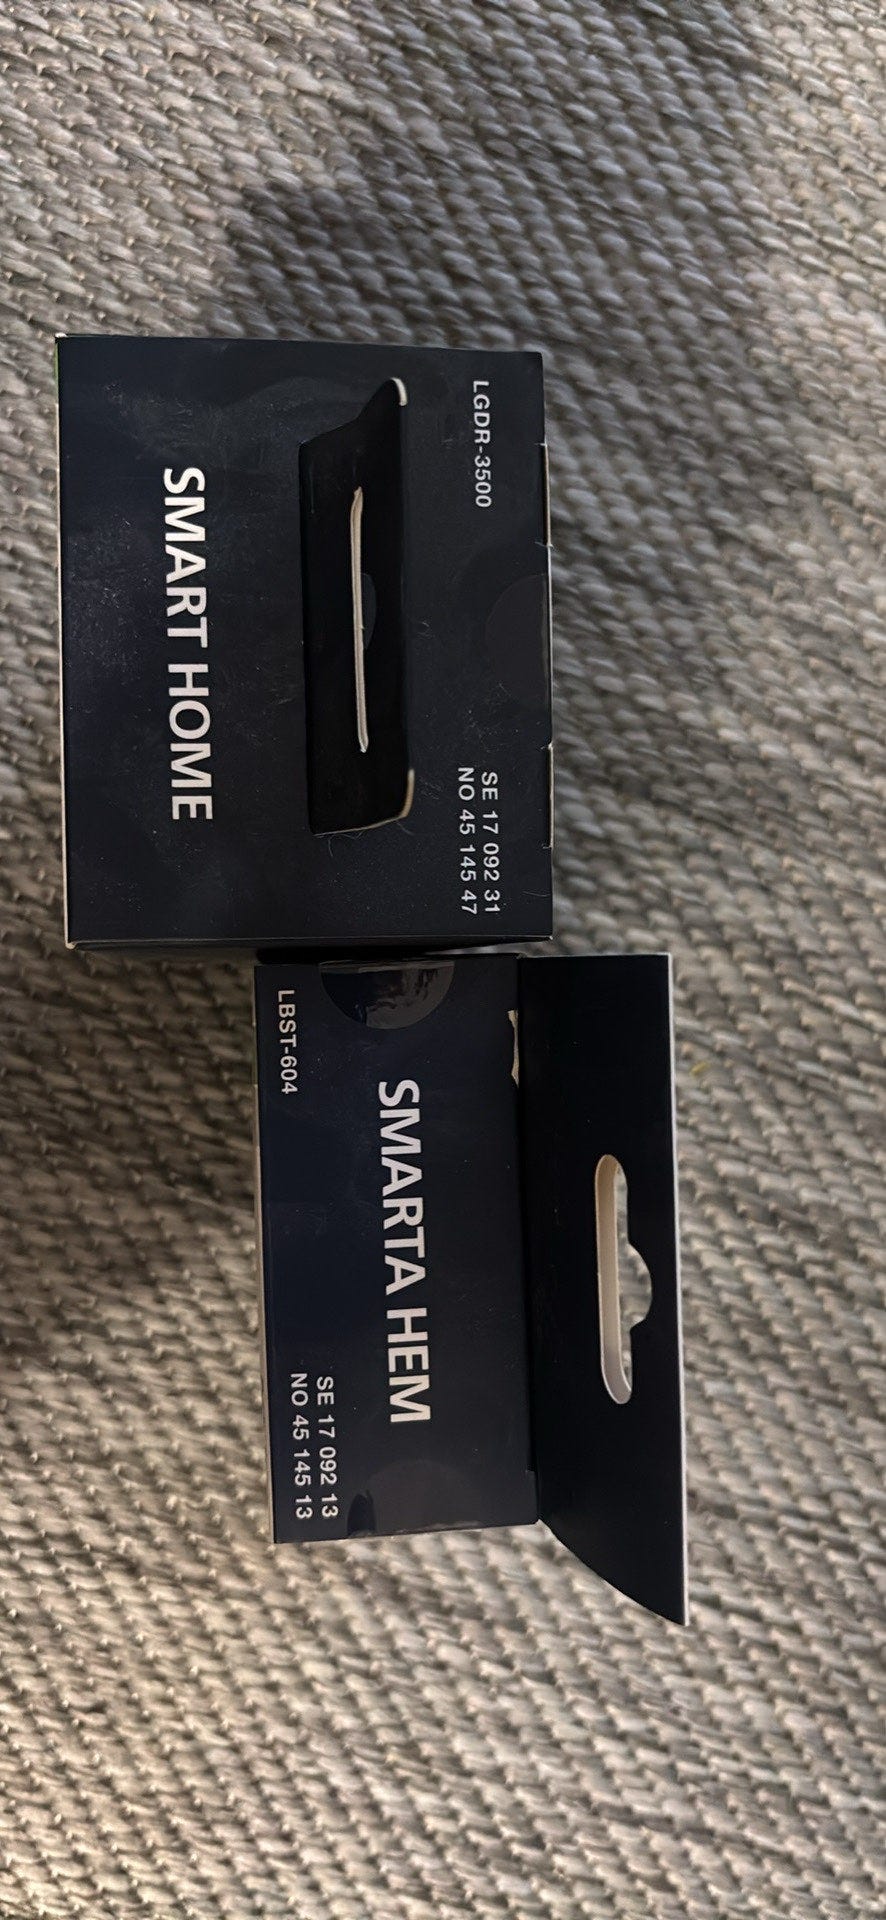 LGDR-3500
SE 17 092 31
NO 45 145 47
SMART HOME
SMARTA HEM
LBST-604
SE 17 092 13
NO 45 145 13